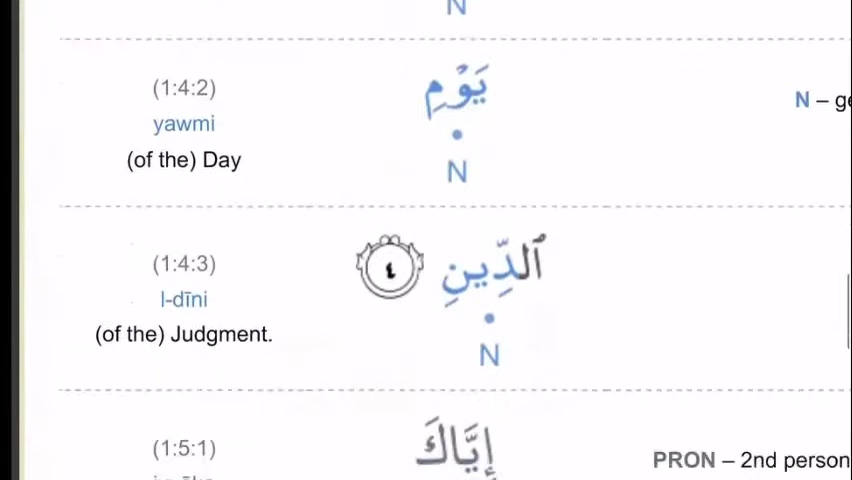 N
(1:4:2)
يَوْمِ
yawmi
N – ge
(of the) Day
N
(1:4:3)
ٱلدِّينِ ٤
l-dīni
(of the) Judgment.
N
(1:5:1)
إِيَّاكَ
PRON – 2nd person